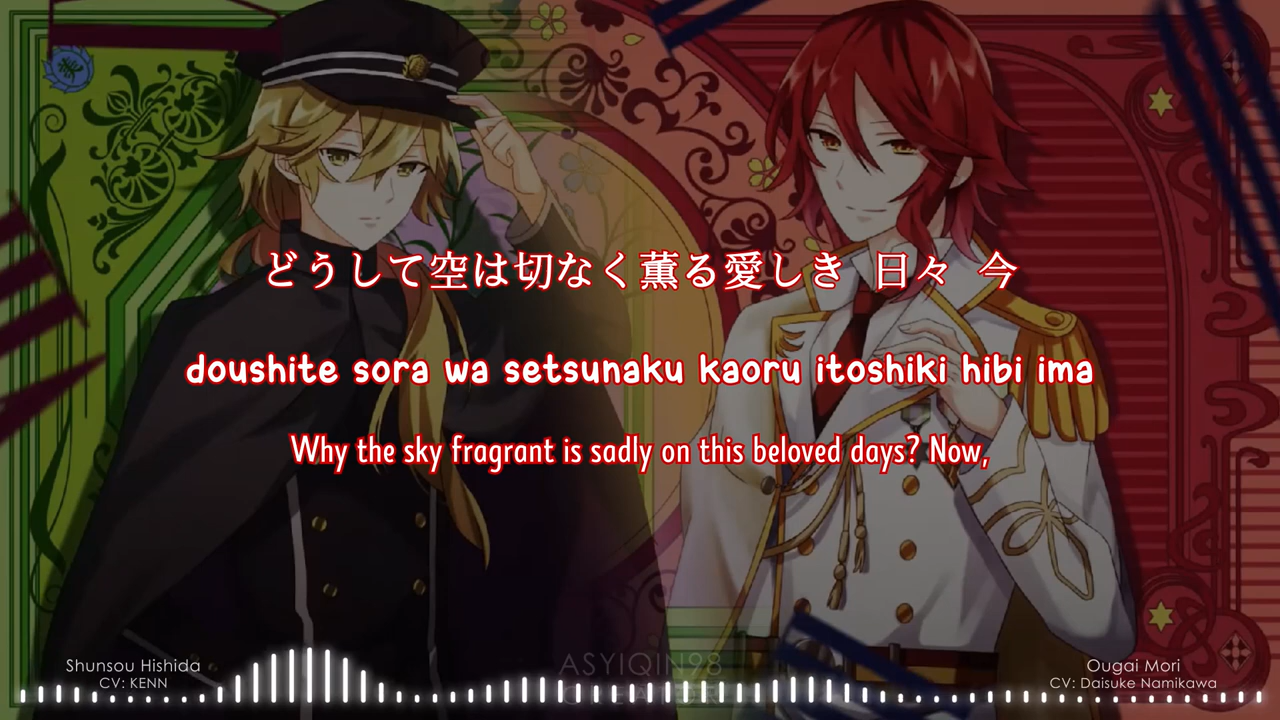 どうして空は切なく薫る愛しき 日々 今
doushite sora wa setsunaku kaoru itoshiki hibi ima
Why the sky fragrant is sadly on this beloved days? Now,
Shunsou Hishida
CV: KENN
ASYIQIN98
Ougai Mori
CV: Daisuke Namikawa